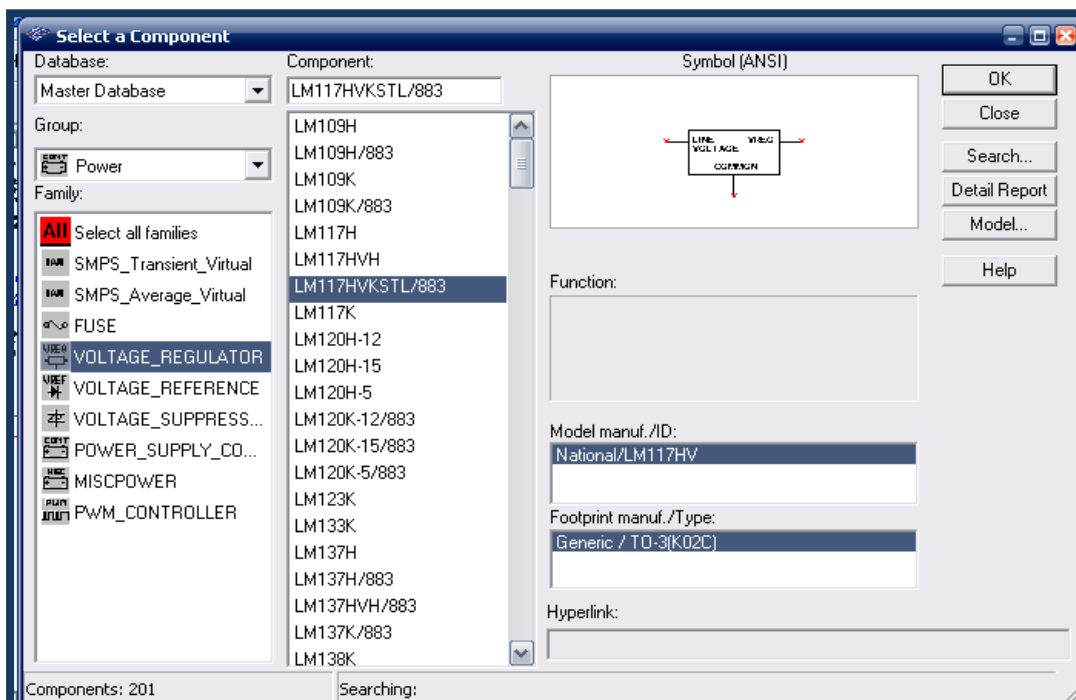 Select a Component
Database:
Master Database
Group:
Power
Family:
All Select all families
SMPS_Transient_Virtual
SMPS_Average_Virtual
FUSE
VOLTAGE_REGULATOR
VREF VOLTAGE_REFERENCE
VOLTAGE_SUPPRESS...
POWER_SUPPLY_CO...
MISCPOWER
PWM_CONTROLLER
Component:
LM117HVKSTL/883
LM109H
LM109H/883
LM109K
LM109K/883
LM117H
LM117HVH
LM117HVKSTL/883
LM117K
LM120H-12
LM120H-15
LM120H-5
LM120K-12/883
LM120K-15/883
LM120K-5/883
LM123K
LM133K
LM137H
LM137H/883
LM137HVH/883
LM137K/883
LM138K
Symbol (ANSI)
LINE VREG
VOLTAGE
COMMON
Function:
Model manuf./ID:
National/LM117HV
Footprint manuf./Type:
Generic / TO-3(K02C)
Hyperlink:
OK
Close
Search...
Detail Report
Model...
Help
Components: 201
Searching: